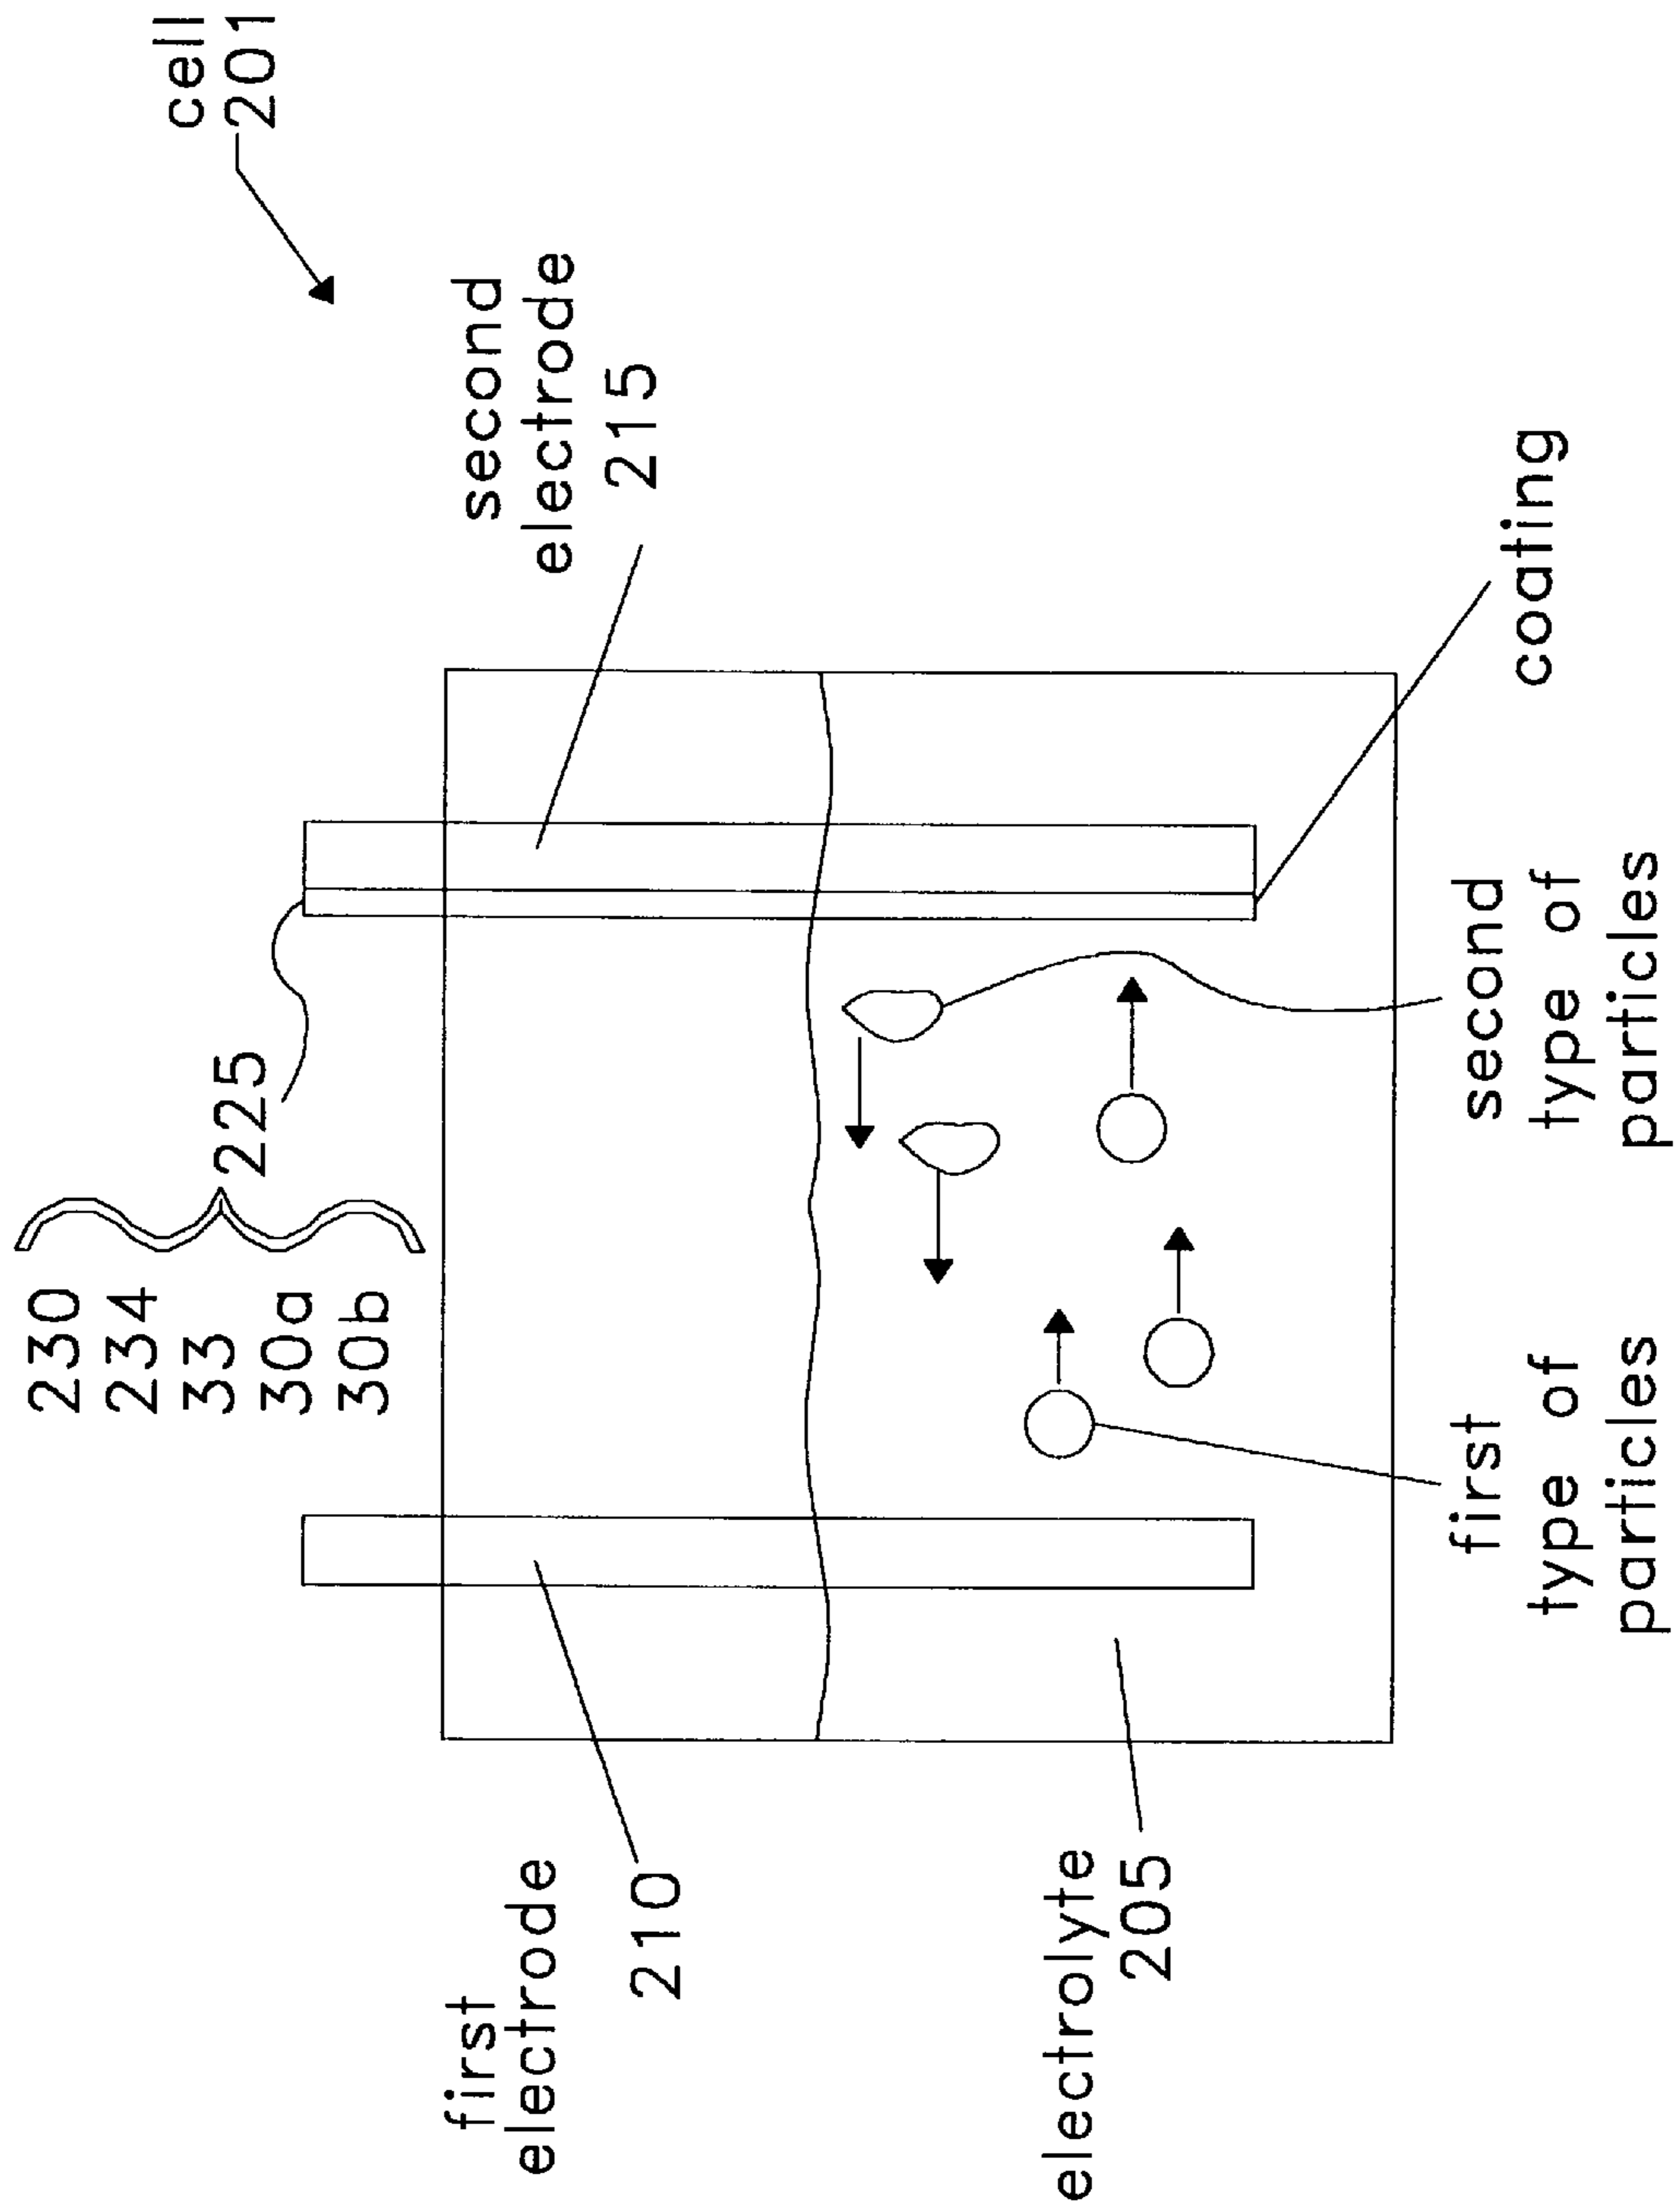 cell
201
230
234
33
30a
30b
225
second
electrode
215
first
electrode
210
electrolyte
205
first
type of
particles
second
type of
particles
coating